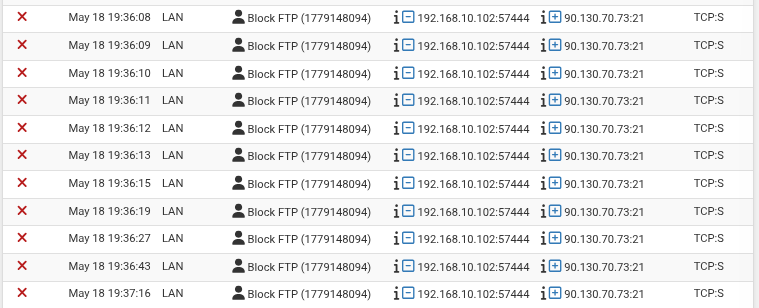 May 18 19:36:08 LAN Block FTP (1779148094) 192.168.10.102:57444 90.130.70.73:21 TCP:S
May 18 19:36:09 LAN Block FTP (1779148094) 192.168.10.102:57444 90.130.70.73:21 TCP:S
May 18 19:36:10 LAN Block FTP (1779148094) 192.168.10.102:57444 90.130.70.73:21 TCP:S
May 18 19:36:11 LAN Block FTP (1779148094) 192.168.10.102:57444 90.130.70.73:21 TCP:S
May 18 19:36:12 LAN Block FTP (1779148094) 192.168.10.102:57444 90.130.70.73:21 TCP:S
May 18 19:36:13 LAN Block FTP (1779148094) 192.168.10.102:57444 90.130.70.73:21 TCP:S
May 18 19:36:15 LAN Block FTP (1779148094) 192.168.10.102:57444 90.130.70.73:21 TCP:S
May 18 19:36:19 LAN Block FTP (1779148094) 192.168.10.102:57444 90.130.70.73:21 TCP:S
May 18 19:36:27 LAN Block FTP (1779148094) 192.168.10.102:57444 90.130.70.73:21 TCP:S
May 18 19:36:43 LAN Block FTP (1779148094) 192.168.10.102:57444 90.130.70.73:21 TCP:S
May 18 19:37:16 LAN Block FTP (1779148094) 192.168.10.102:57444 90.130.70.73:21 TCP:S